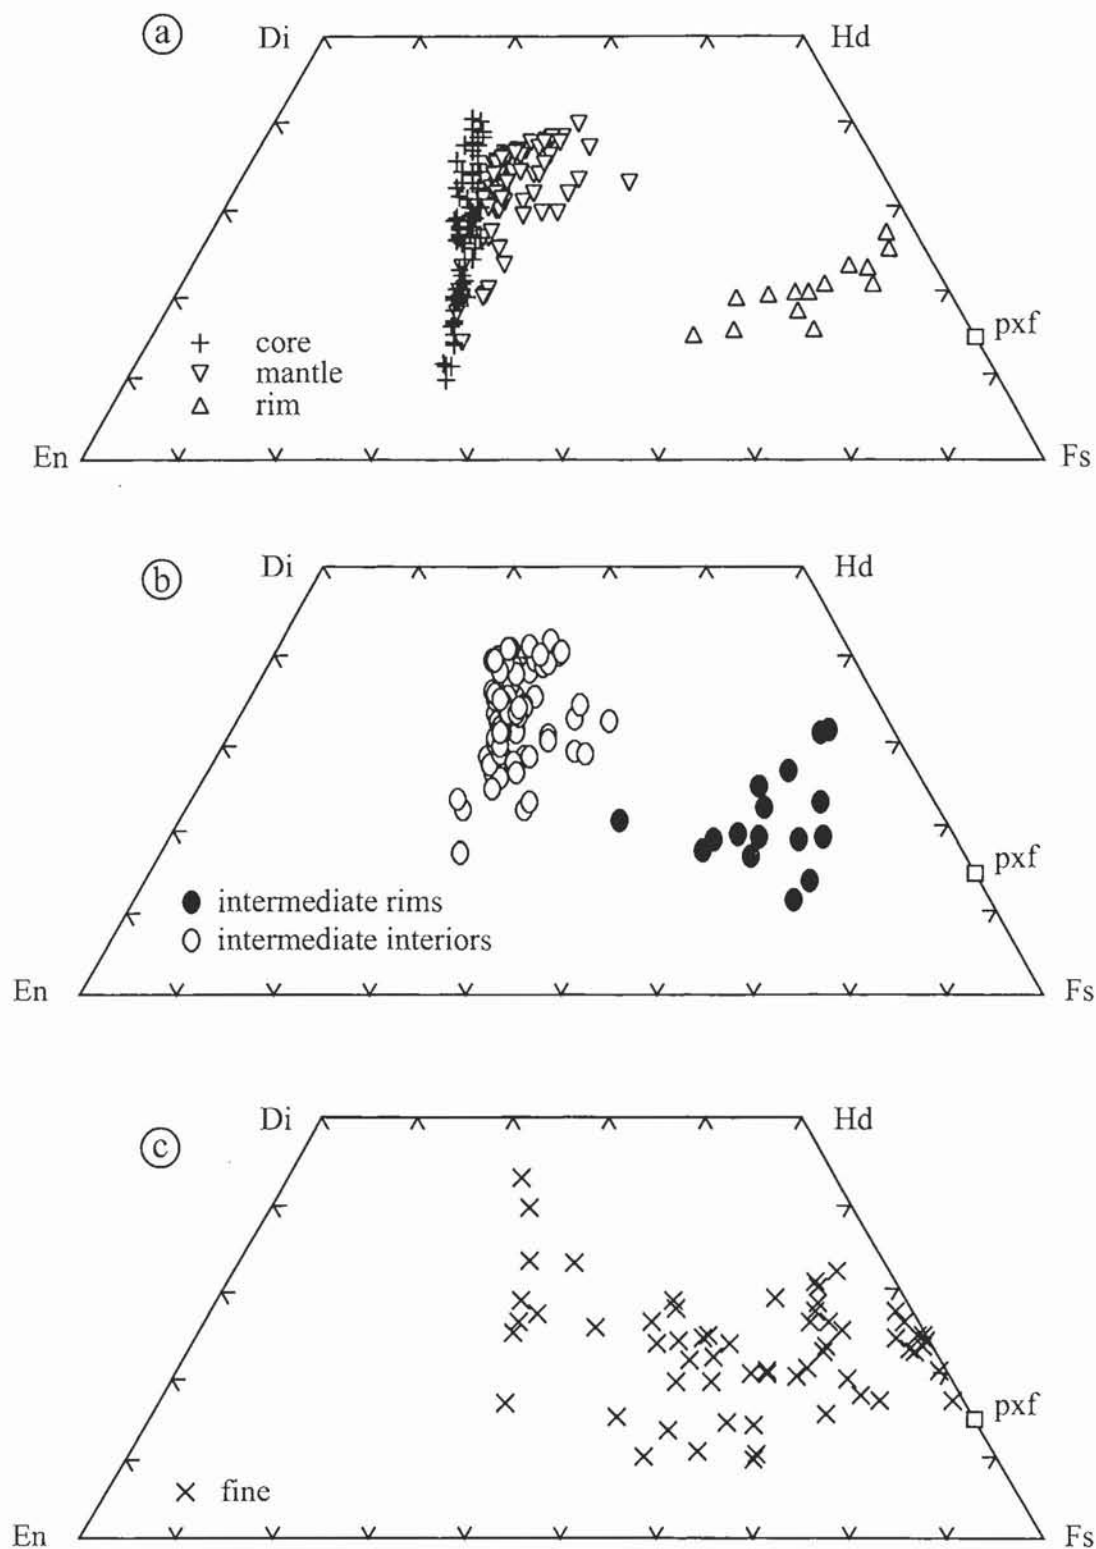 a
Di
Hd
+ core
▽ mantle
△ rim
pxf
En
Fs
b
Di
Hd
pxf
intermediate rims
intermediate interiors
En
Fs
c
Di
Hd
pxf
× fine
En
Fs